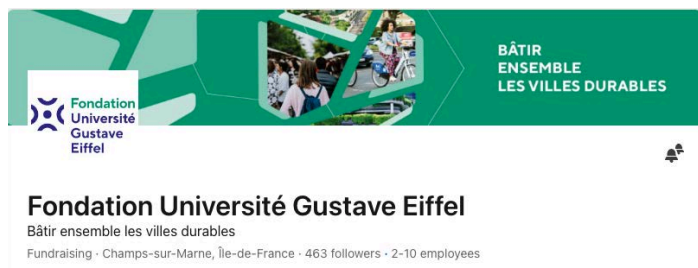 BÂTIR
ENSEMBLE
LES VILLES DURABLES
Fondation
Université
Gustave
Eiffel
Fondation Université Gustave Eiffel
Bâtir ensemble les villes durables
Fundraising · Champs-sur-Marne, Île-de-France · 463 followers · 2-10 employees